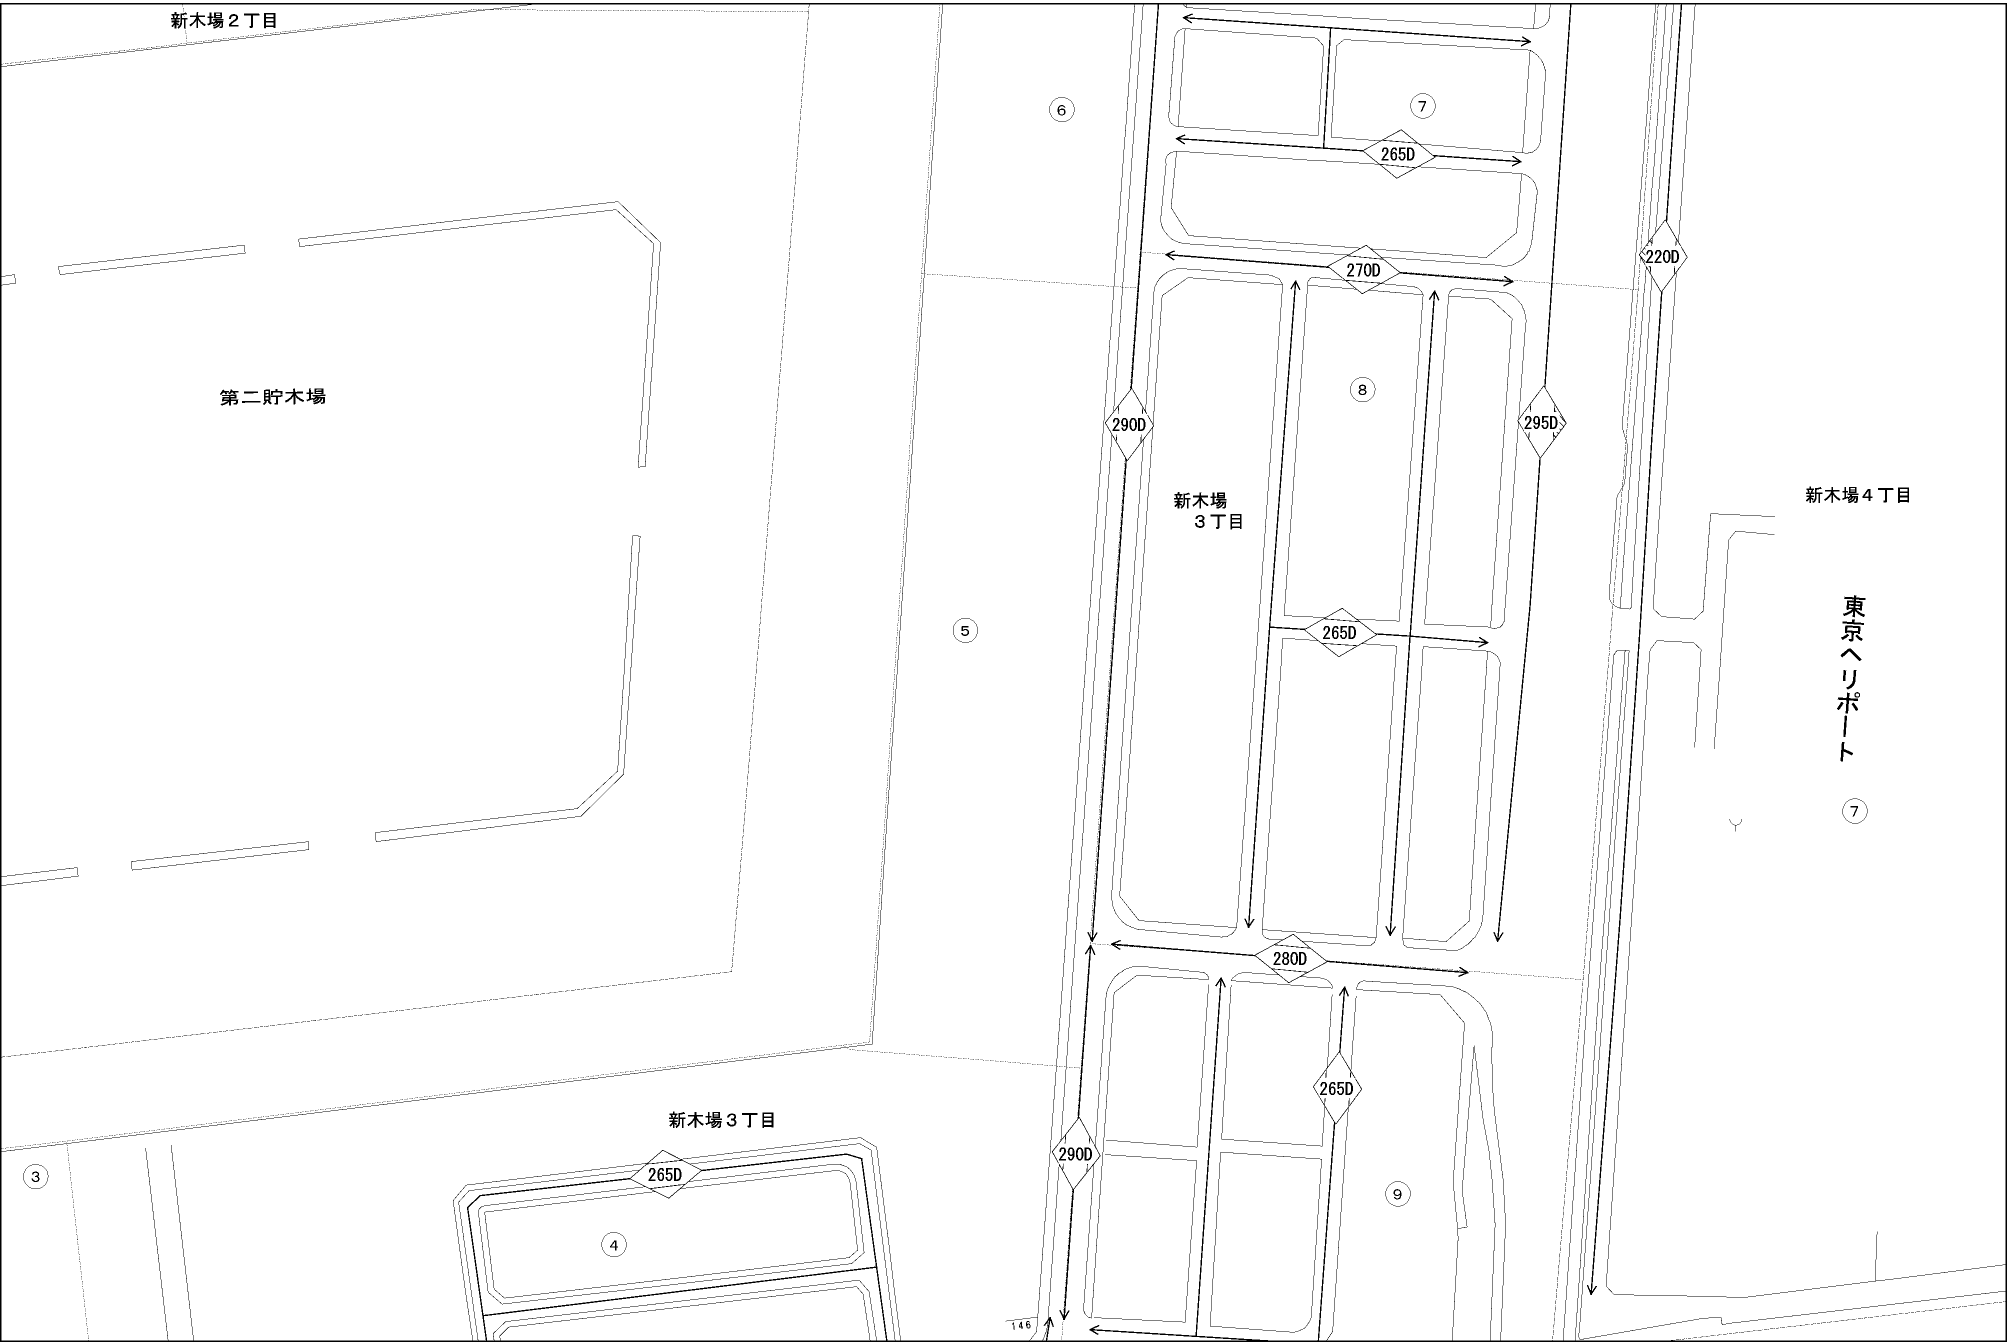 新木場２丁目
⑥
⑦
265D
270D
220D
第二貯木場
⑧
290D
295D
新木場
３丁目
新木場４丁目
⑤
265D
東京ヘリポート
⑦
280D
265D
新木場３丁目
290D
③
265D
⑨
④
146